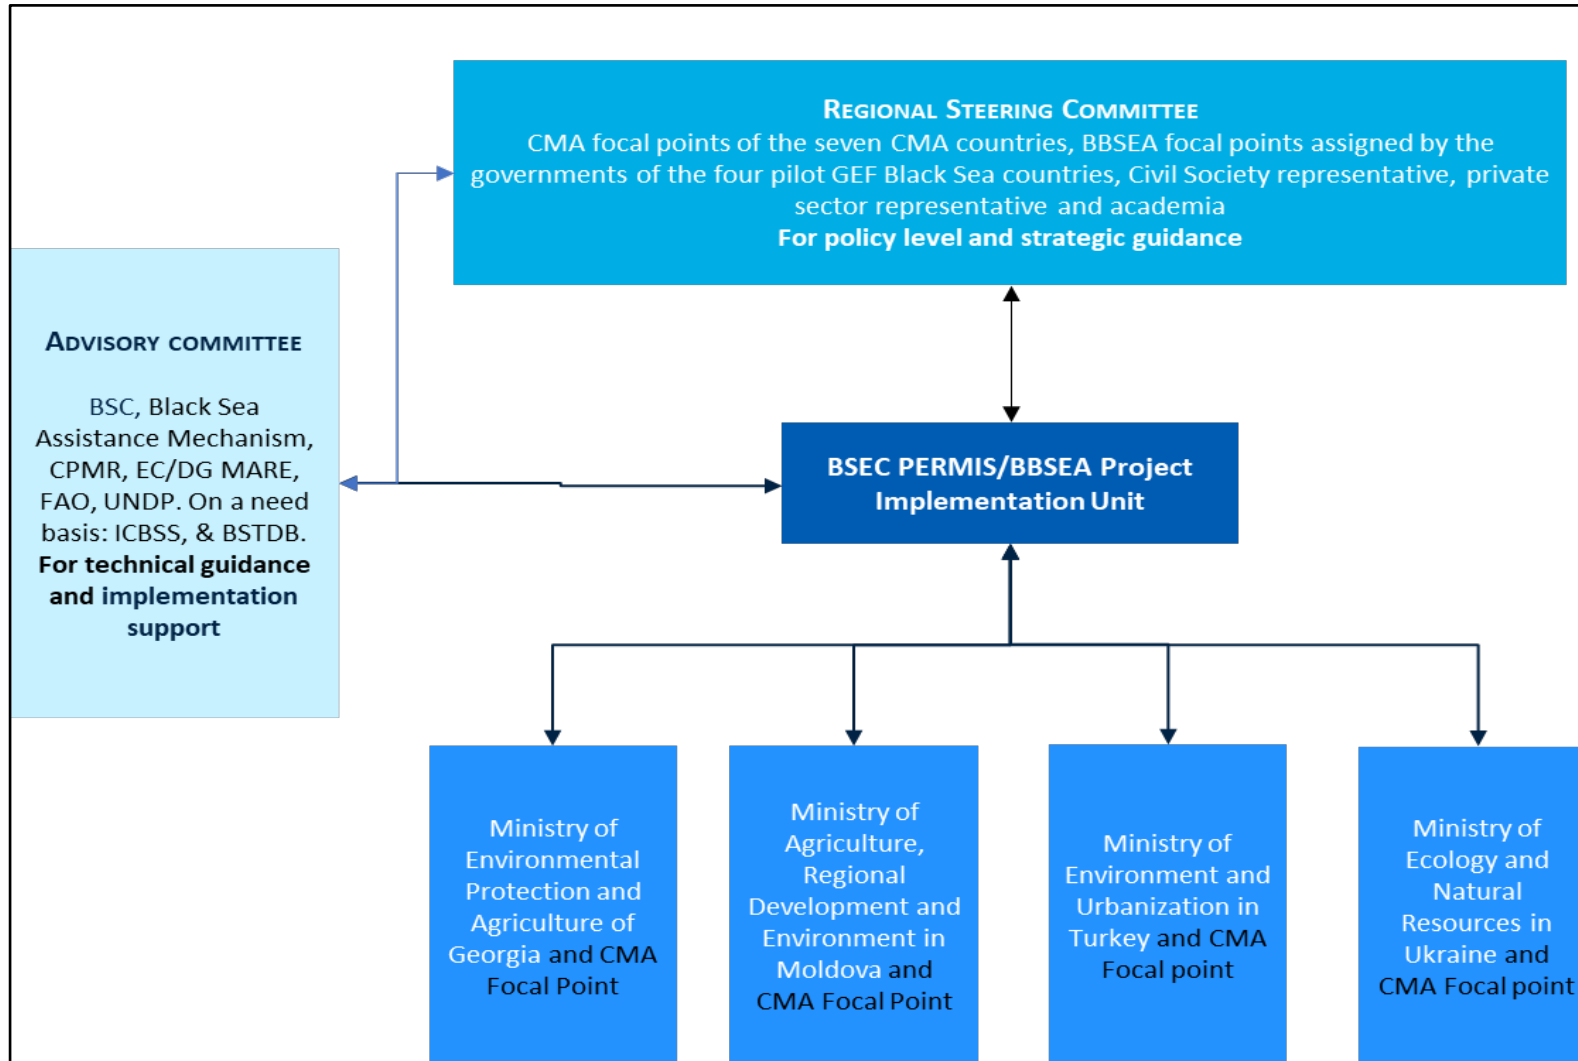 REGIONAL STEERING COMMITTEE
CMA focal points of the seven CMA countries, BBSEA focal points assigned by the
governments of the four pilot GEF Black Sea countries, Civil Society representative, private
sector representative and academia
For policy level and strategic guidance
ADVISORY COMMITTEE
BSC, Black Sea
Assistance Mechanism,
CPMR, EC/DG MARE,
FAO, UNDP. On a need
basis: ICBSS, & BSTDB.
For technical guidance
and implementation
support
BSEC PERMIS/BBSEA Project
Implementation Unit
Ministry of
Environmental
Protection and
Agriculture of
Georgia and CMA
Focal Point
Ministry of
Agriculture,
Regional
Development and
Environment in
Moldova and
CMA Focal Point
Ministry of
Environment and
Urbanization in
Turkey and CMA
Focal point
Ministry of
Ecology and
Natural
Resources in
Ukraine and
CMA Focal point